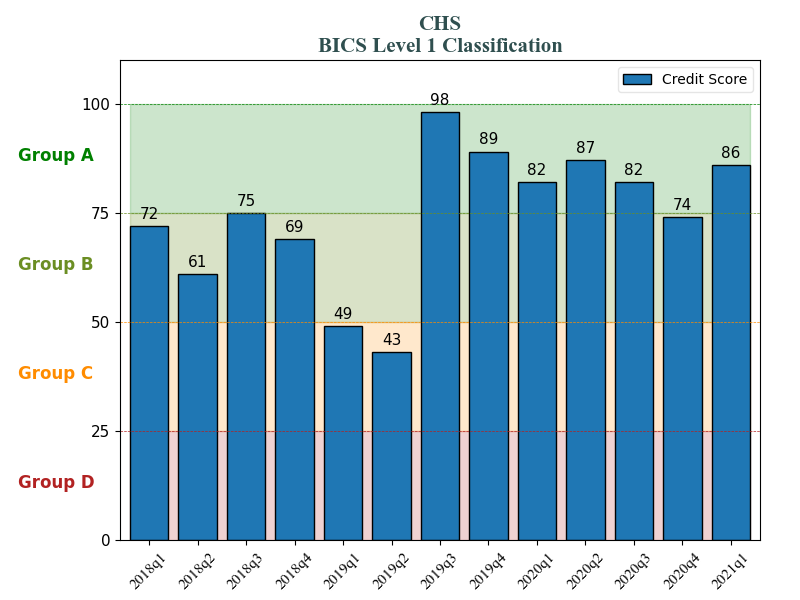 CHS
BICS Level 1 Classification
Credit Score
100
75
50
25
0
Group A
Group B
Group C
Group D
72
61
75
69
49
43
98
89
82
87
82
74
86
2018q1
2018q2
2018q3
2018q4
2019q1
2019q2
2019q3
2019q4
2020q1
2020q2
2020q3
2020q4
2021q1